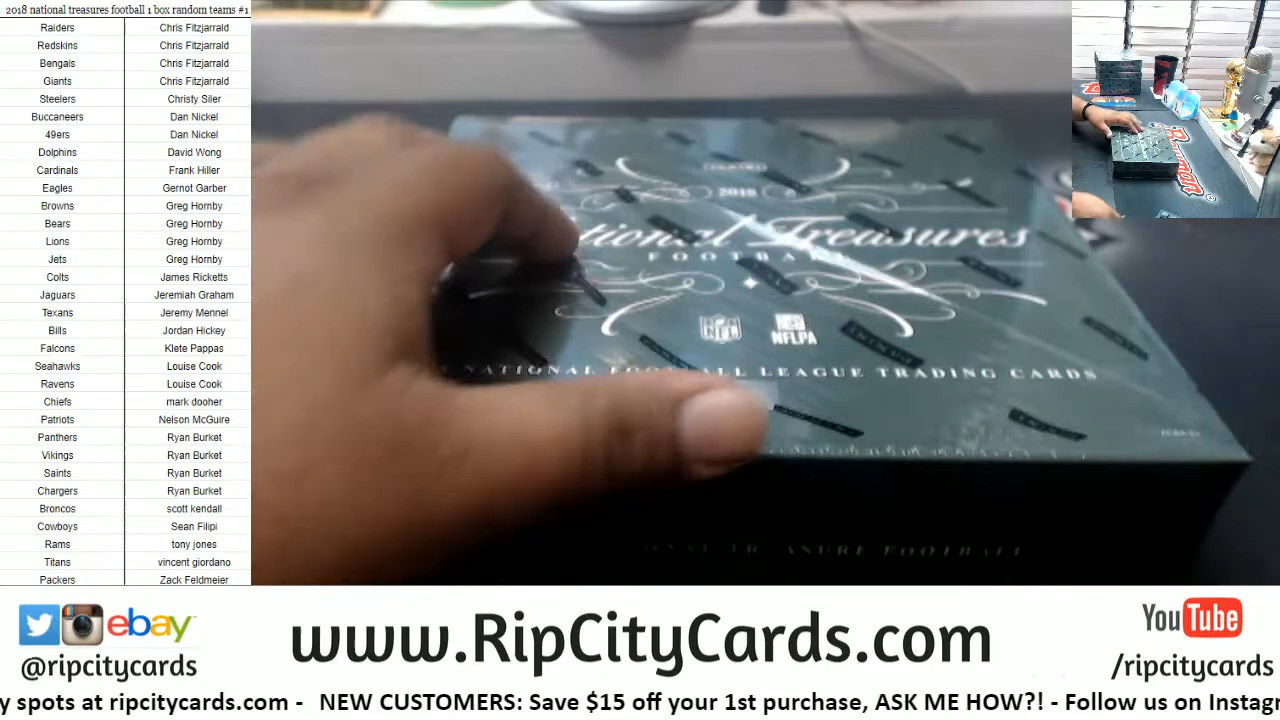 2018 national treasures football 1 box random teams #1
Raiders Chris Fitzjarrald
Redskins Chris Fitzjarrald
Bengals Chris Fitzjarrald
Giants Chris Fitzjarrald
Steelers Christy Siler
Buccaneers Dan Nickel
49ers Dan Nickel
Dolphins David Wong
Cardinals Frank Hiller
Eagles Gernot Garber
Browns Greg Hornby
Bears Greg Hornby
Lions Greg Hornby
Jets Greg Hornby
Colts James Ricketts
Jaguars Jeremiah Graham
Texans Jeremy Mennel
Bills Jordan Hickey
Falcons Klete Pappas
Seahawks Louise Cook
Ravens Louise Cook
Chiefs mark dooher
Patriots Nelson McGuire
Panthers Ryan Burket
Vikings Ryan Burket
Saints Ryan Burket
Chargers Ryan Burket
Broncos scott kendall
Cowboys Sean Filipi
Rams tony jones
Titans vincent giordano
Packers Zack Feldmeier
PANINI
2018
tional Treasures
FOOTBALL
NFL NFLPA
NATIONAL FOOTBALL LEAGUE TRADING CARDS
FOOTBALL
Bowman
ebay
@ripcitycards
www.RipCityCards.com
YouTube
/ripcitycards
y spots at ripcitycards.com - NEW CUSTOMERS: Save $15 off your 1st purchase, ASK ME HOW?! - Follow us on Instag